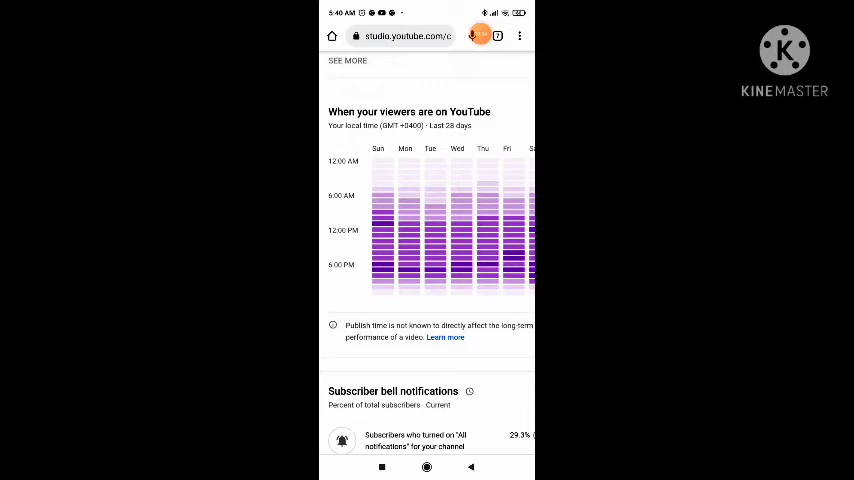 5:40 AM
studio.youtube.com/c
7
SEE MORE
When your viewers are on YouTube
Your local time (GMT +0400) · Last 28 days
Sun Mon Tue Wed Thu Fri
12:00 AM
6:00 AM
12:00 PM
6:00 PM
Publish time is not known to directly affect the long-term
performance of a video. Learn more
Subscriber bell notifications
Percent of total subscribers · Current
Subscribers who turned on "All
notifications" for your channel
29.3%
K
KINEMASTER